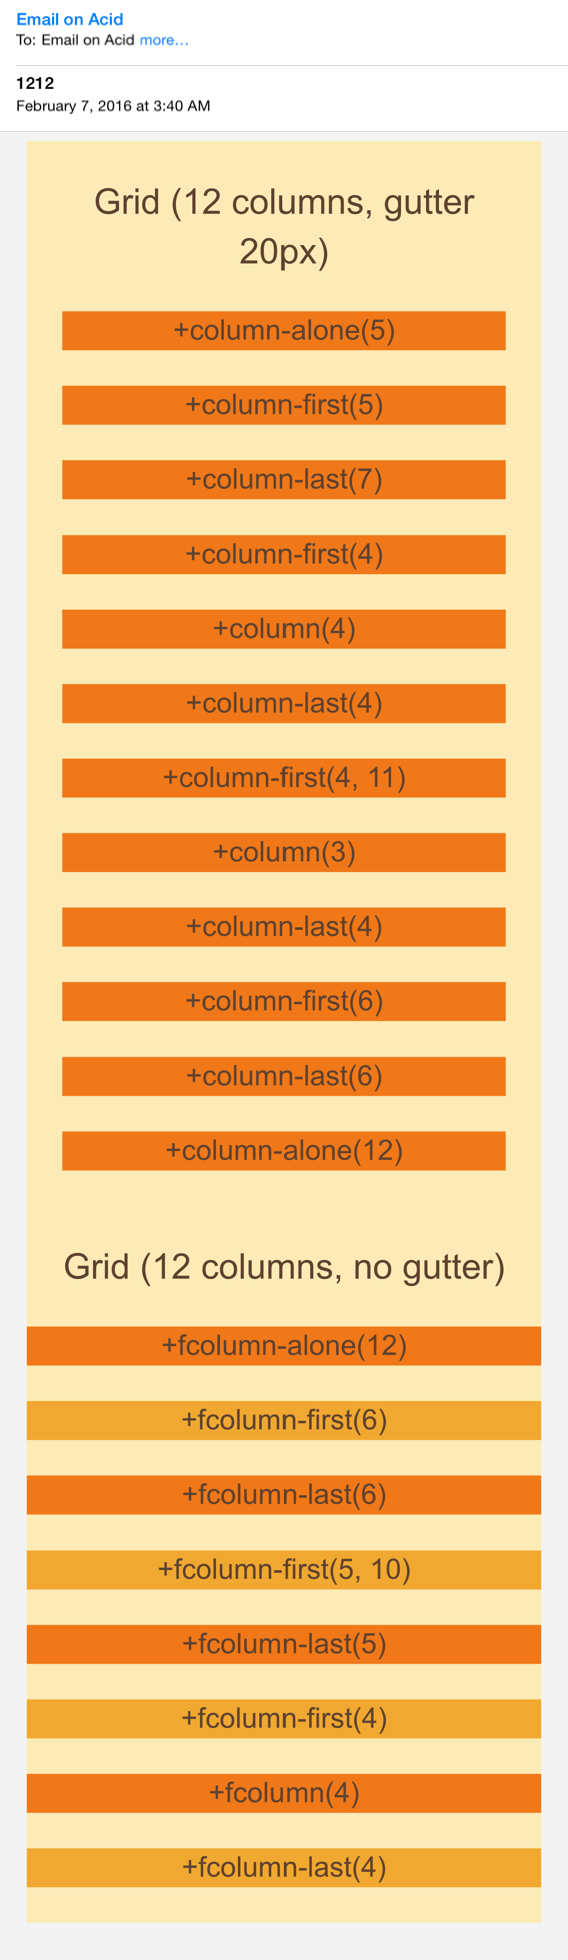 Email on Acid
To: Email on Acid more...
1212
February 7, 2016 at 3:40 AM
Grid (12 columns, gutter
20px)
+column-alone(5)
+column-first(5)
+column-last(7)
+column-first(4)
+column(4)
+column-last(4)
+column-first(4, 11)
+column(3)
+column-last(4)
+column-first(6)
+column-last(6)
+column-alone(12)
Grid (12 columns, no gutter)
+fcolumn-alone(12)
+fcolumn-first(6)
+fcolumn-last(6)
+fcolumn-first(5, 10)
+fcolumn-last(5)
+fcolumn-first(4)
+fcolumn(4)
+fcolumn-last(4)